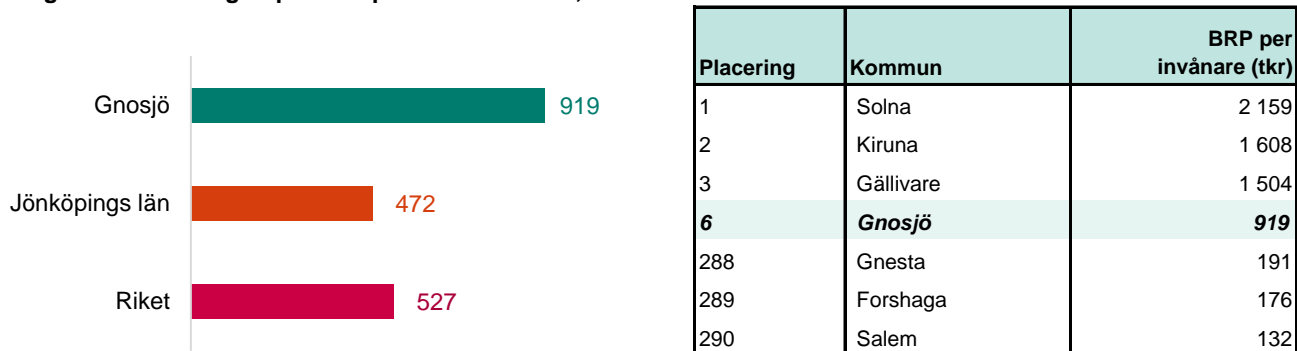 Gnosjö 919
Jönköpings län 472
Riket 527
Placering Kommun BRP per invånare (tkr)
1 Solna 2 159
2 Kiruna 1 608
3 Gällivare 1 504
6 Gnosjö 919
288 Gnesta 191
289 Forshaga 176
290 Salem 132